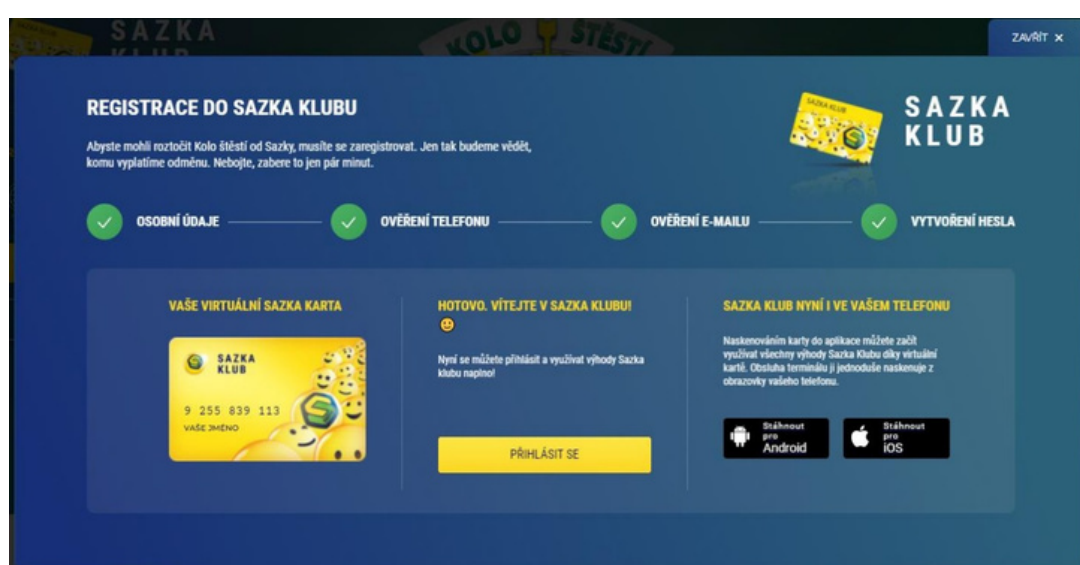 SAZKA
KLUB
KOLO ŠTĚSTÍ
ZAVŘÍT ×
REGISTRACE DO SAZKA KLUBU
Abyste mohli roztočit Kolo štěstí od Sazky, musíte se zaregistrovat. Jen tak budeme vědět,
komu vyplatíme odměnu. Nebojte, zabere to jen pár minut.
SAZKA KLUB
SAZKA
KLUB
OSOBNÍ ÚDAJE
OVĚŘENÍ TELEFONU
OVĚŘENÍ E-MAILU
VYTVOŘENÍ HESLA
VAŠE VIRTUÁLNÍ SAZKA KARTA
SAZKA
KLUB
9 255 839 113
VAŠE JMÉNO
HOTOVO. VÍTEJTE V SAZKA KLUBU!
Nyní se můžete přihlásit a využívat výhody Sazka
klubu naplno!
PŘIHLÁSIT SE
SAZKA KLUB NYNÍ I VE VAŠEM TELEFONU
Naskenováním karty do aplikace můžete začít
využívat všechny výhody Sazka Klubu díky virtuální
kartě. Obsluha terminálu ji jednoduše naskenuje z
obrazovky vašeho telefonu.
Stáhnout
pro
Android
Stáhnout
pro
iOS